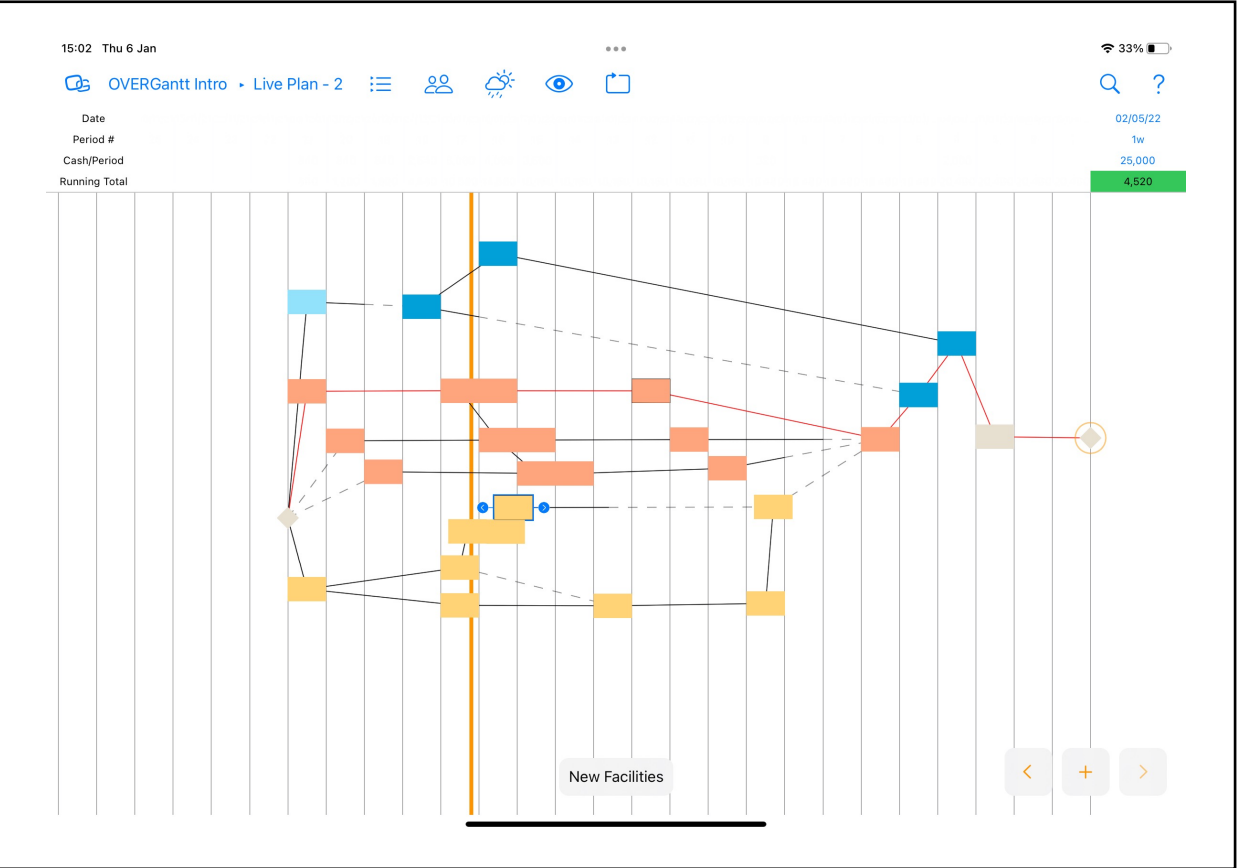 15:02 Thu 6 Jan
33%
OVERGantt Intro ▸ Live Plan - 2
?
Date 02/05/22
Period # 1w
Cash/Period 25,000
Running Total 4,520
New Facilities